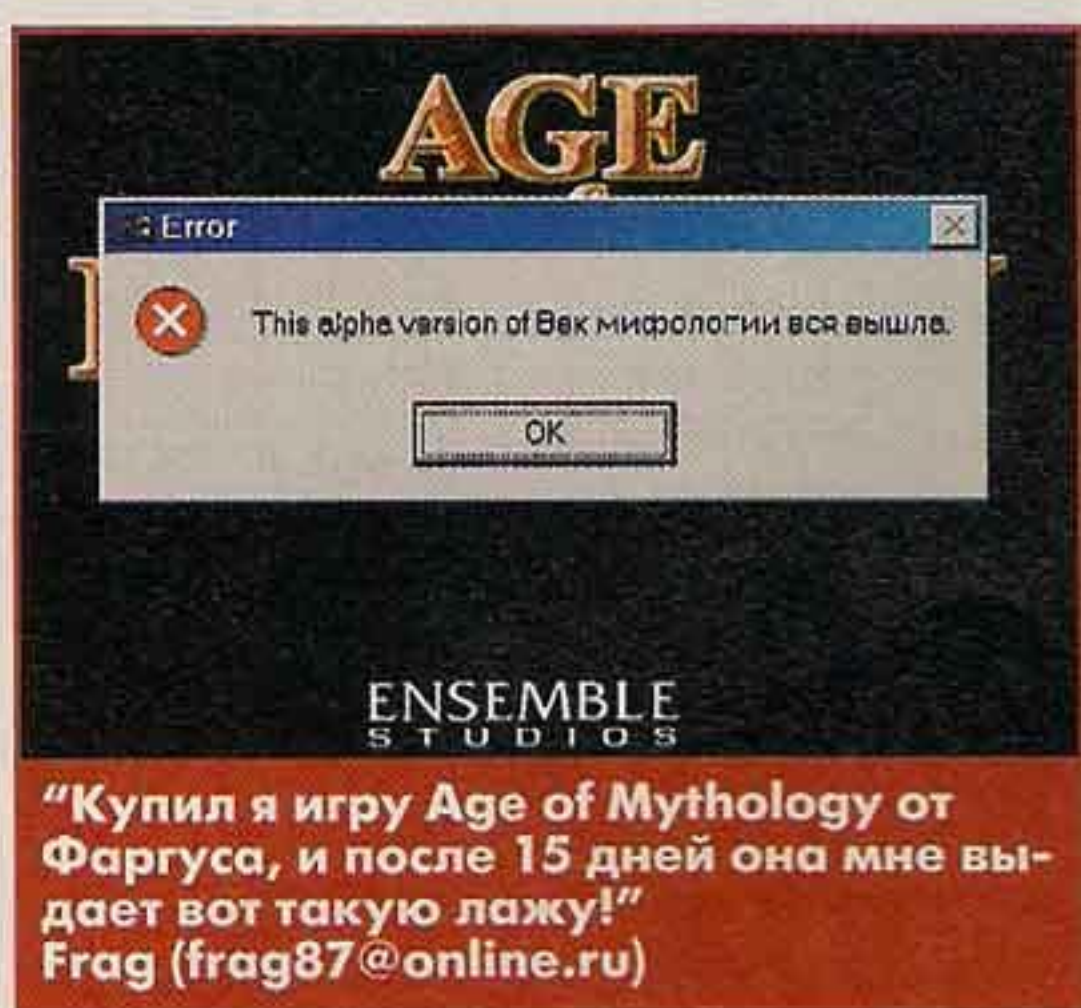 AGE
Error
This alpha version of Век мифологии вся вышла.
OK
ENSEMBLE
STUDIOS
"Купил я игру Age of Mythology от
Фаргуса, и после 15 дней она мне вы-
дает вот такую лажу!"
Frag (frag87@online.ru)